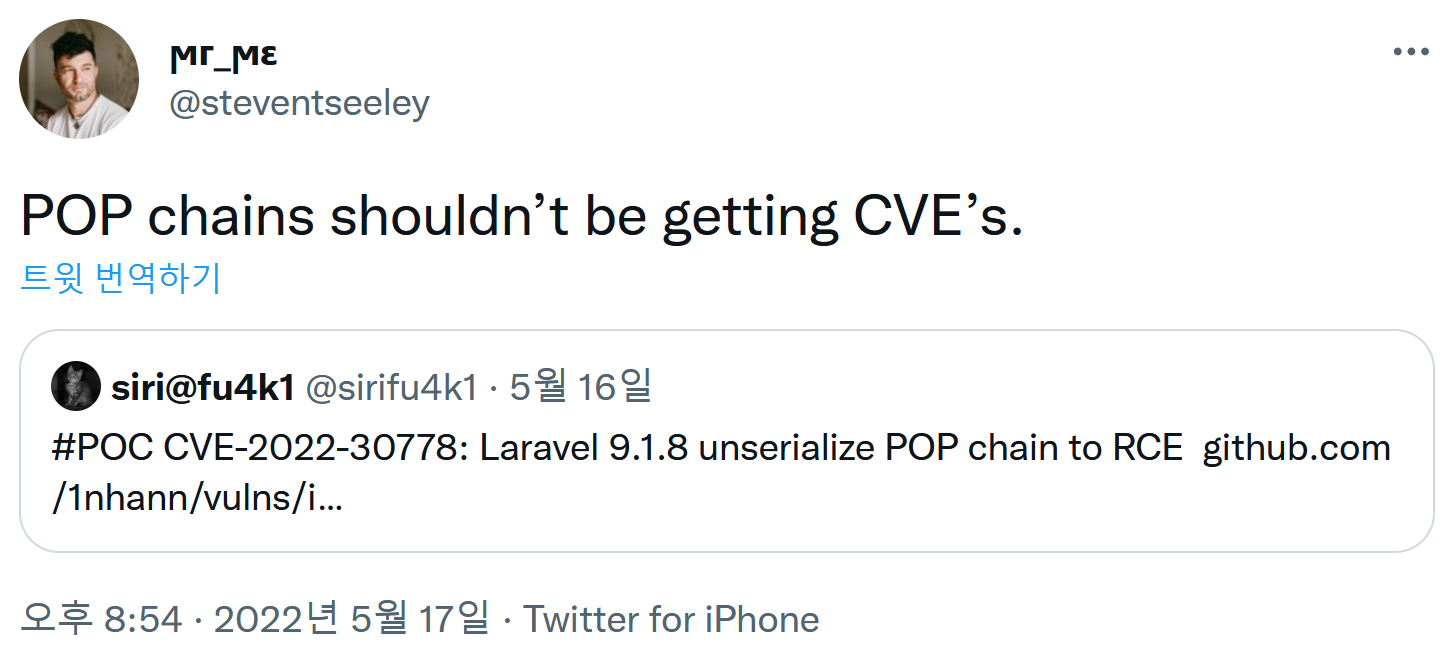 ϻг_ϻε
@steventseeley
POP chains shouldn’t be getting CVE’s.
트윗 번역하기
siri@fu4k1 @sirifu4k1 · 5월 16일
#POC CVE-2022-30778: Laravel 9.1.8 unserialize POP chain to RCE github.com
/1nhann/vulns/i...
오후 8:54 · 2022년 5월 17일 · Twitter for iPhone